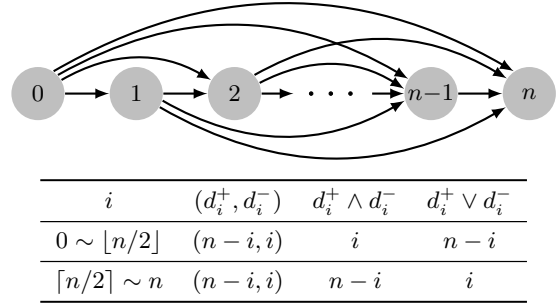 0 1 2 · · · n−1 n
i (d_i^+, d_i^-) d_i^+ ∧ d_i^- d_i^+ ∨ d_i^-
0 ∼ ⌊n/2⌋ (n − i, i) i n − i
⌈n/2⌉ ∼ n (n − i, i) n − i i